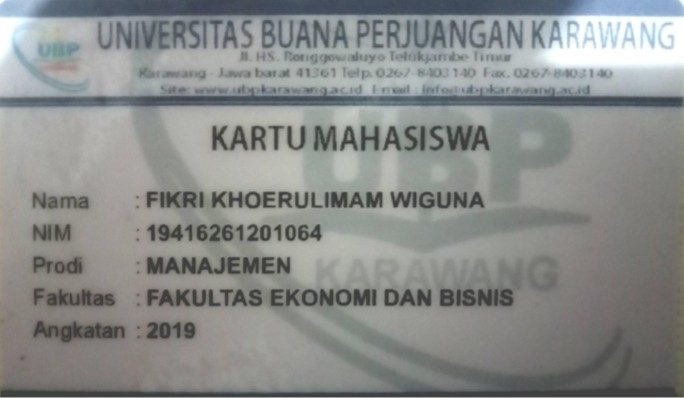 UBP
UNIVERSITAS BUANA PERJUANGAN KARAWANG
Jl. HS. Ronggowaluyo Telukjambe Timur
Karawang - Jawa barat 41361 Telp. 0267-8403140 Fax. 0267-8403140
Site: www.ubpkarawang.ac.id Email : info@ubpkarawang.ac.id
KARTU MAHASISWA
UBP
KARAWANG
Nama : FIKRI KHOERULIMAM WIGUNA
NIM : 19416261201064
Prodi : MANAJEMEN
Fakultas : FAKULTAS EKONOMI DAN BISNIS
Angkatan : 2019